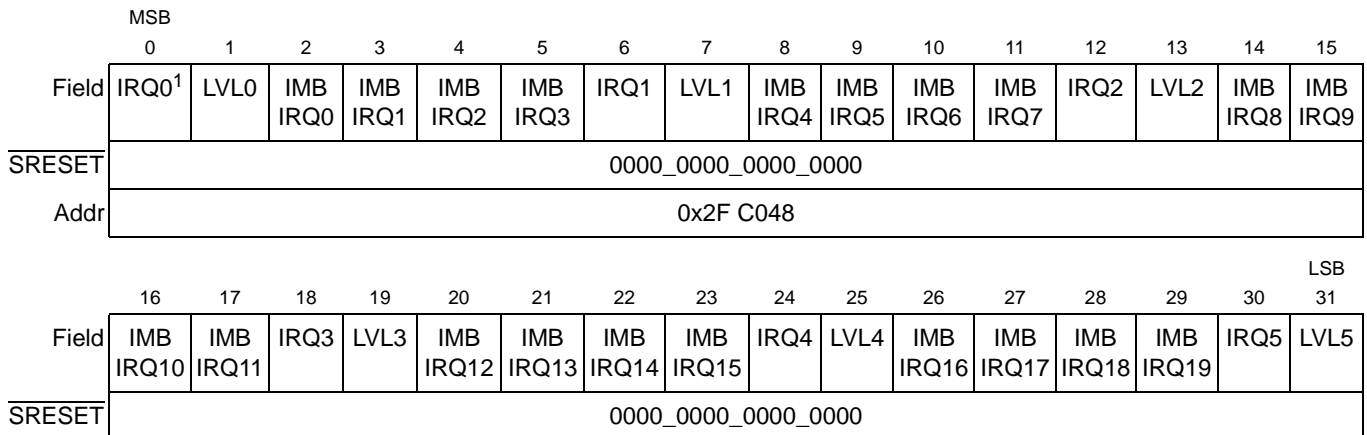 MSB
0 1 2 3 4 5 6 7 8 9 10 11 12 13 14 15
Field IRQ0¹ LVL0 IMB IMB IMB IMB IRQ1 LVL1 IMB IMB IMB IMB IRQ2 LVL2 IMB IMB
IRQ0 IRQ1 IRQ2 IRQ3 IRQ4 IRQ5 IRQ6 IRQ7 IRQ8 IRQ9
SRESET 0000_0000_0000_0000
Addr 0x2F C048
LSB
16 17 18 19 20 21 22 23 24 25 26 27 28 29 30 31
Field IMB IMB IRQ3 LVL3 IMB IMB IMB IMB IRQ4 LVL4 IMB IMB IMB IMB IRQ5 LVL5
IRQ10 IRQ11 IRQ12 IRQ13 IRQ14 IRQ15 IRQ16 IRQ17 IRQ18 IRQ19
SRESET 0000_0000_0000_0000